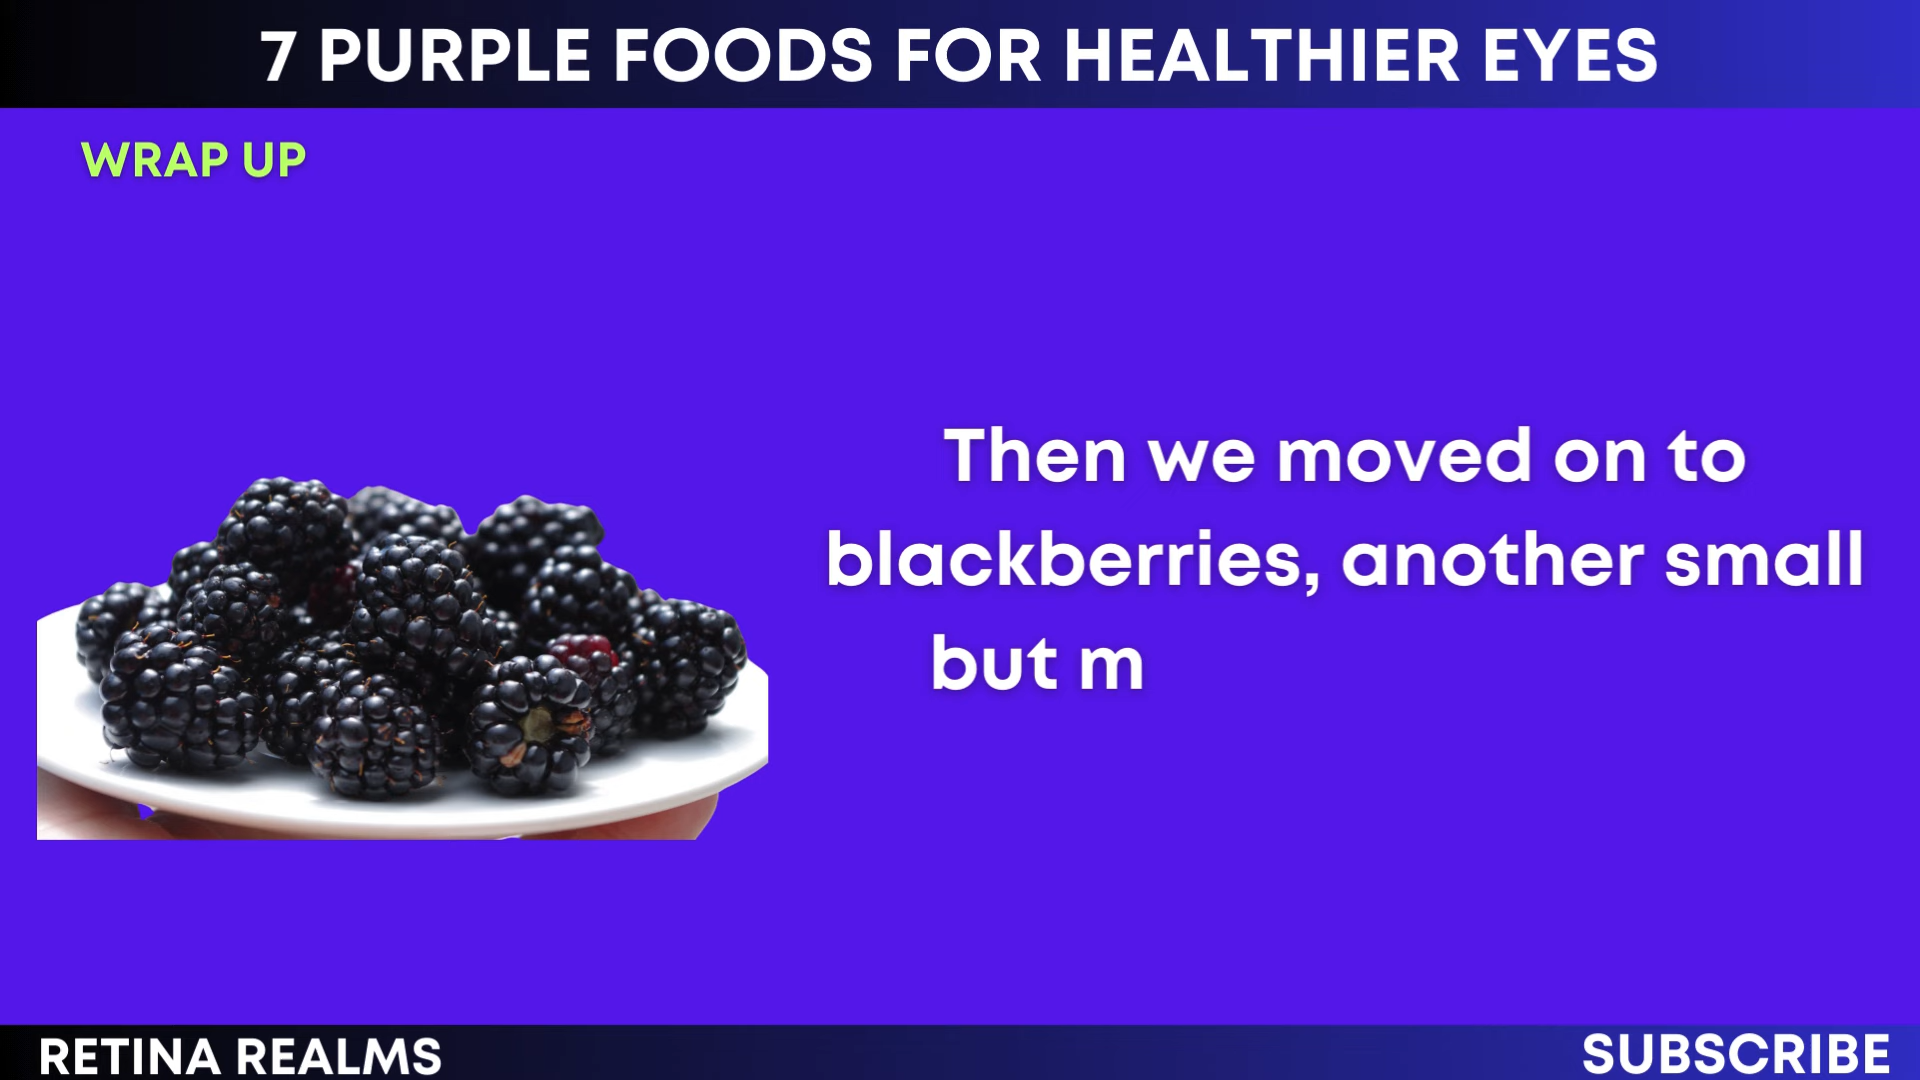 7 PURPLE FOODS FOR HEALTHIER EYES
WRAP UP
Then we moved on to
blackberries, another small
but m
RETINA REALMS
SUBSCRIBE